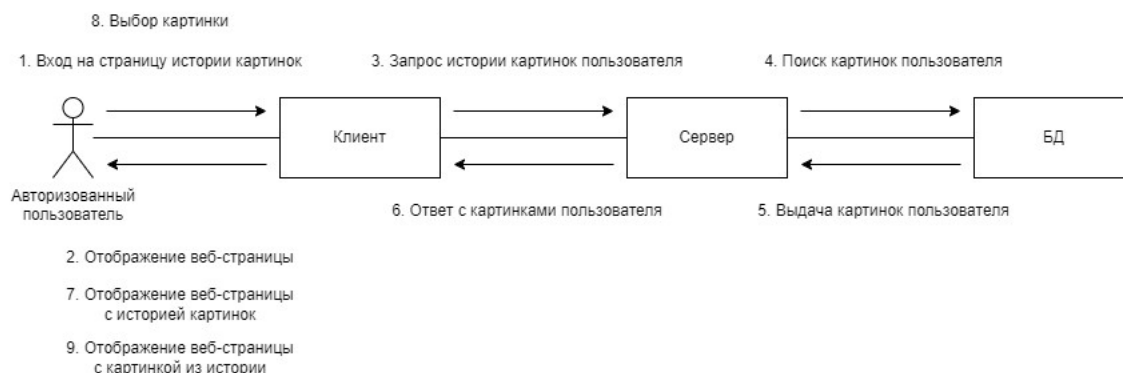 8. Выбор картинки
1. Вход на страницу истории картинок
3. Запрос истории картинок пользователя
4. Поиск картинок пользователя
Клиент
Сервер
БД
Авторизованный
пользователь
6. Ответ с картинками пользователя
5. Выдача картинок пользователя
2. Отображение веб-страницы
7. Отображение веб-страницы
с историей картинок
9. Отображение веб-страницы
с картинкой из истории